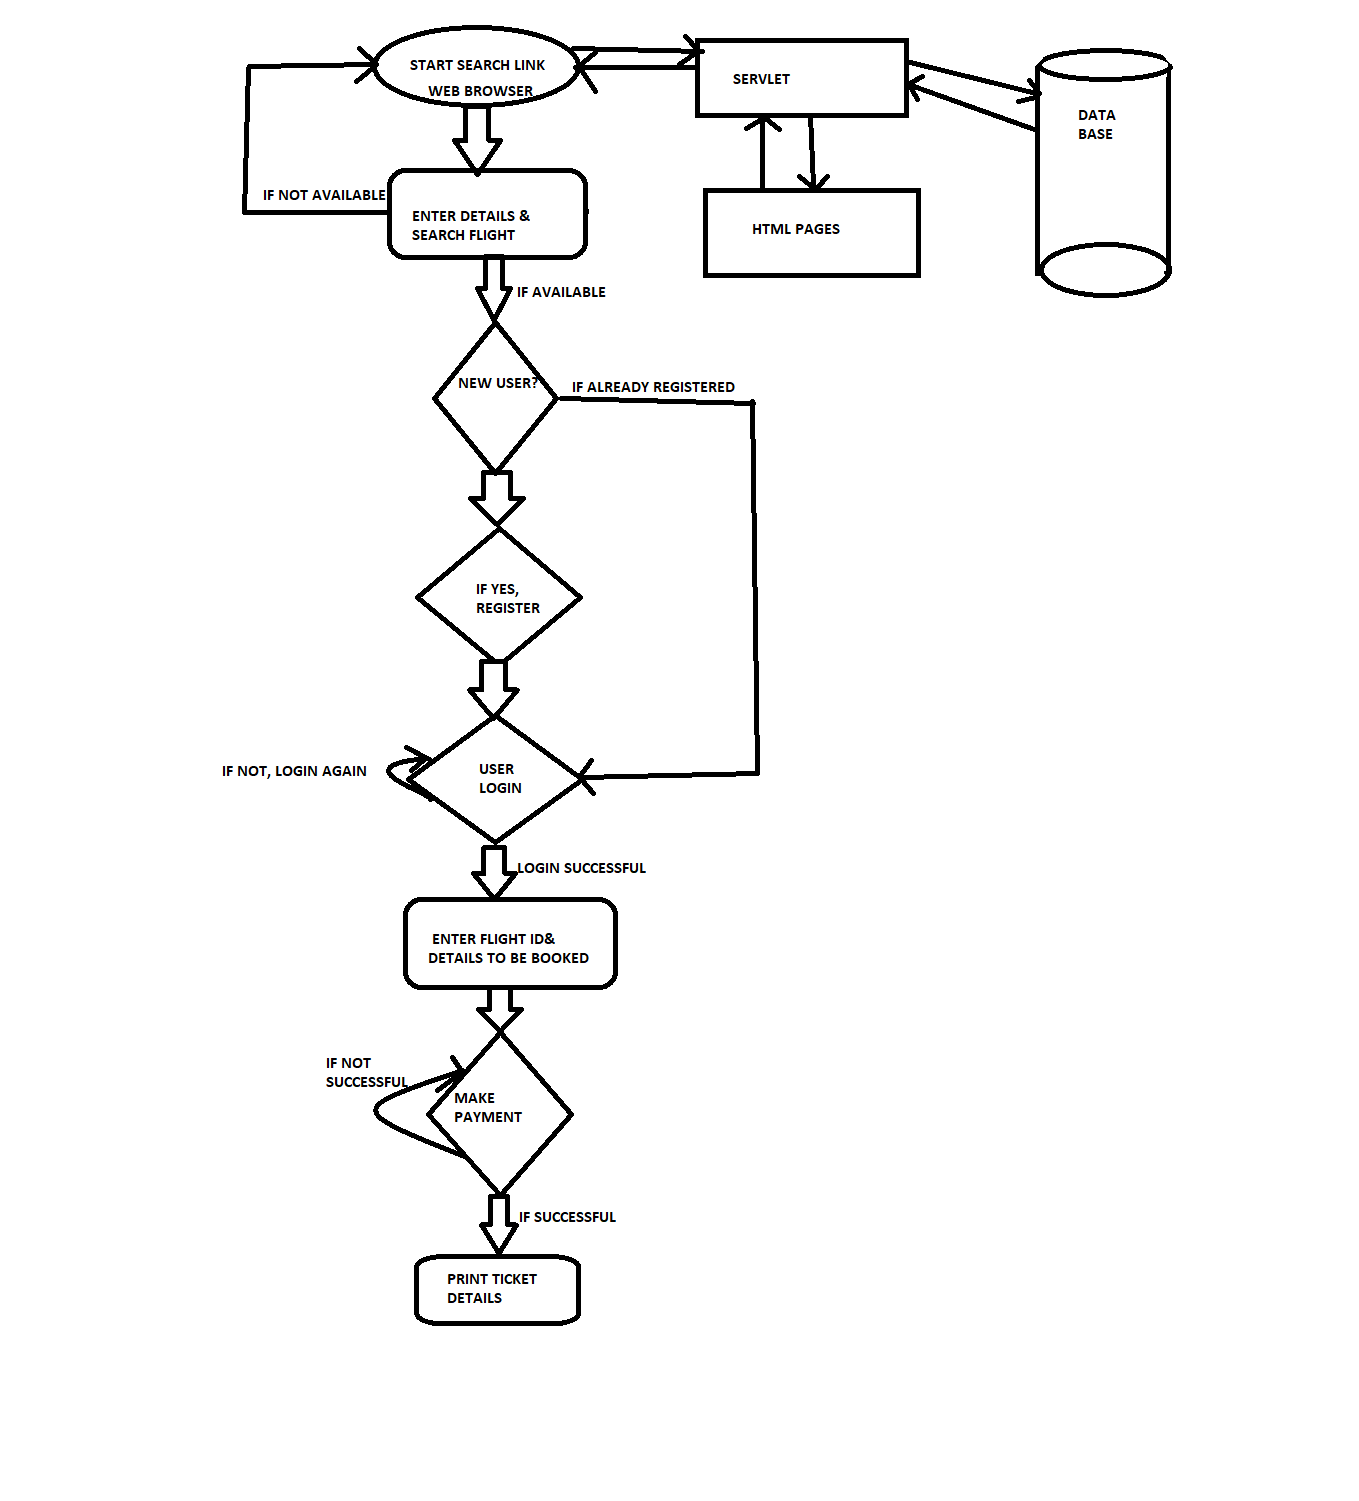 START SEARCH LINK
WEB BROWSER
SERVLET
DATA
BASE
IF NOT AVAILABLE
ENTER DETAILS &
SEARCH FLIGHT
HTML PAGES
IF AVAILABLE
NEW USER?
IF ALREADY REGISTERED
IF YES,
REGISTER
IF NOT, LOGIN AGAIN
USER
LOGIN
LOGIN SUCCESSFUL
ENTER FLIGHT ID&
DETAILS TO BE BOOKED
IF NOT
SUCCESSFUL
MAKE
PAYMENT
IF SUCCESSFUL
PRINT TICKET
DETAILS